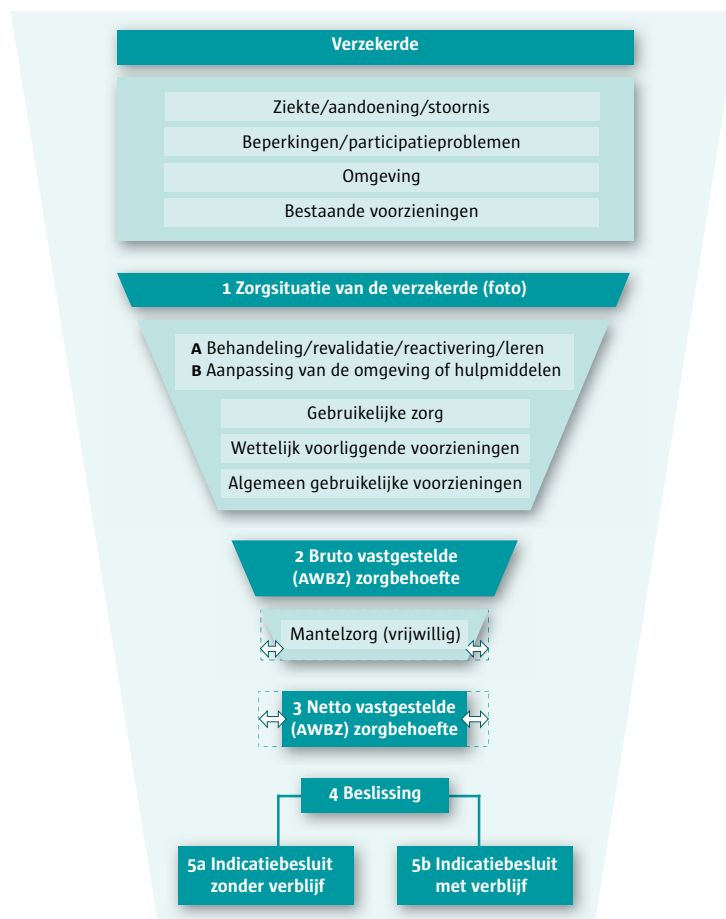 Verzekerde
Ziekte/aandoening/stoornis
Beperkingen/participatieproblemen
Omgeving
Bestaande voorzieningen
1 Zorgsituatie van de verzekerde (foto)
A Behandeling/revalidatie/reactivering/leren
B Aanpassing van de omgeving of hulpmiddelen
Gebruikelijke zorg
Wettelijk voorliggende voorzieningen
Algemeen gebruikelijke voorzieningen
2 Bruto vastgestelde
(AWBZ) zorgbehoefte
Mantelzorg (vrijwillig)
3 Netto vastgestelde
(AWBZ) zorgbehoefte
4 Beslissing
5a Indicatiebesluit
zonder verblijf
5b Indicatiebesluit
met verblijf